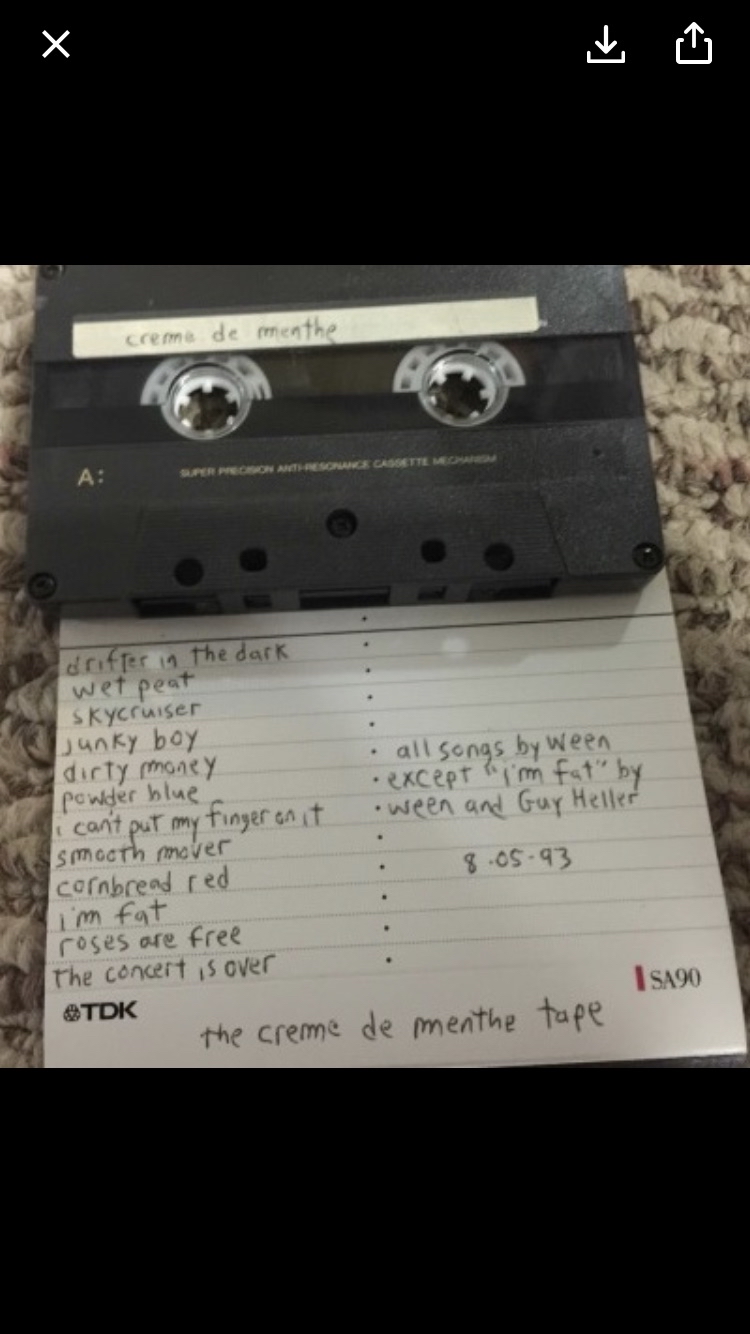 creme de menthe
A:
SUPER PRECISION ANTI-RESONANCE CASSETTE MECHANISM
drifter in the dark
wet peat
skycruiser
junky boy
dirty money
powder blue
i can't put my finger on it
smooth mover
cornbread red
i'm fat
roses are free
the concert is over
all songs by ween
except "i'm fat" by
ween and Guy Heller
8.05.93
TDK
SA90
the creme de menthe tape